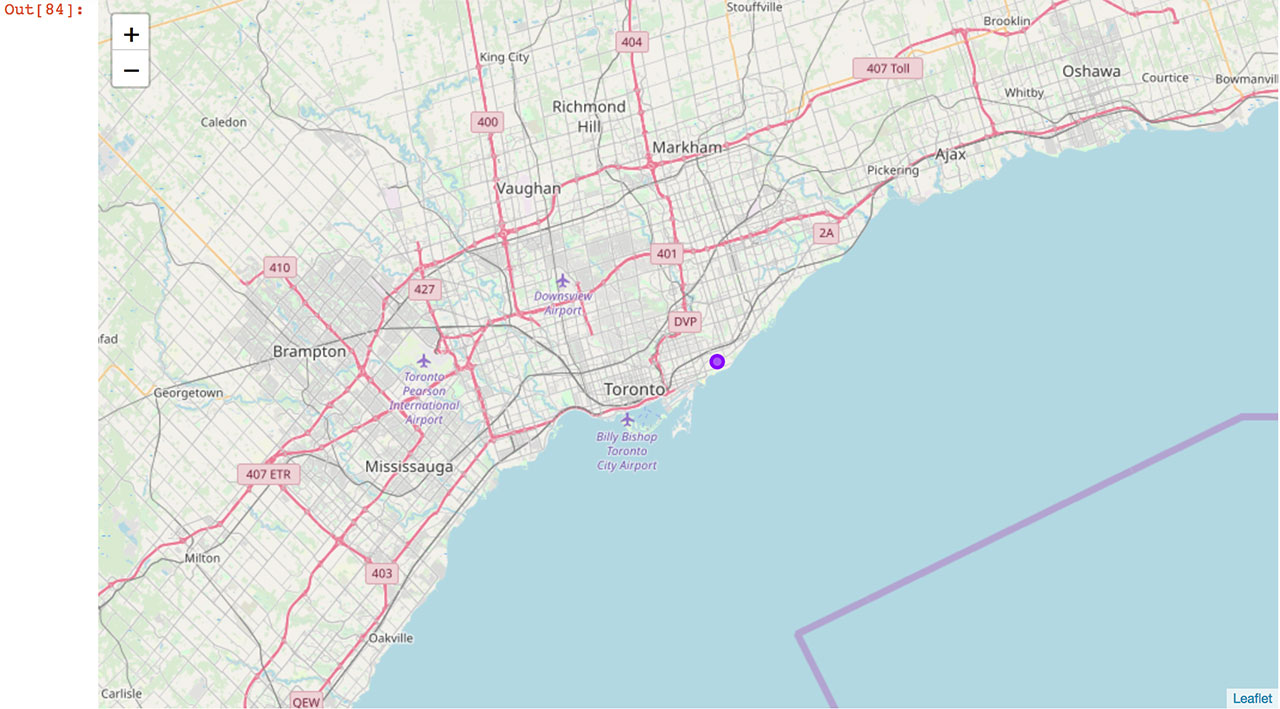 Out[84]:
+
−
Stouffville
Brooklin
404
King City
407 Toll
Oshawa
Courtice
Bowmanvill
Whitby
Richmond
Hill
400
Caledon
Markham
Ajax
Pickering
Vaughan
2A
401
410
427
Downsview
Airport
DVP
fad
Brampton
Toronto
Pearson
International
Airport
Georgetown
Toronto
Billy Bishop
Toronto
City Airport
Mississauga
407 ETR
Milton
403
Oakville
Carlisle
QEW
Leaflet